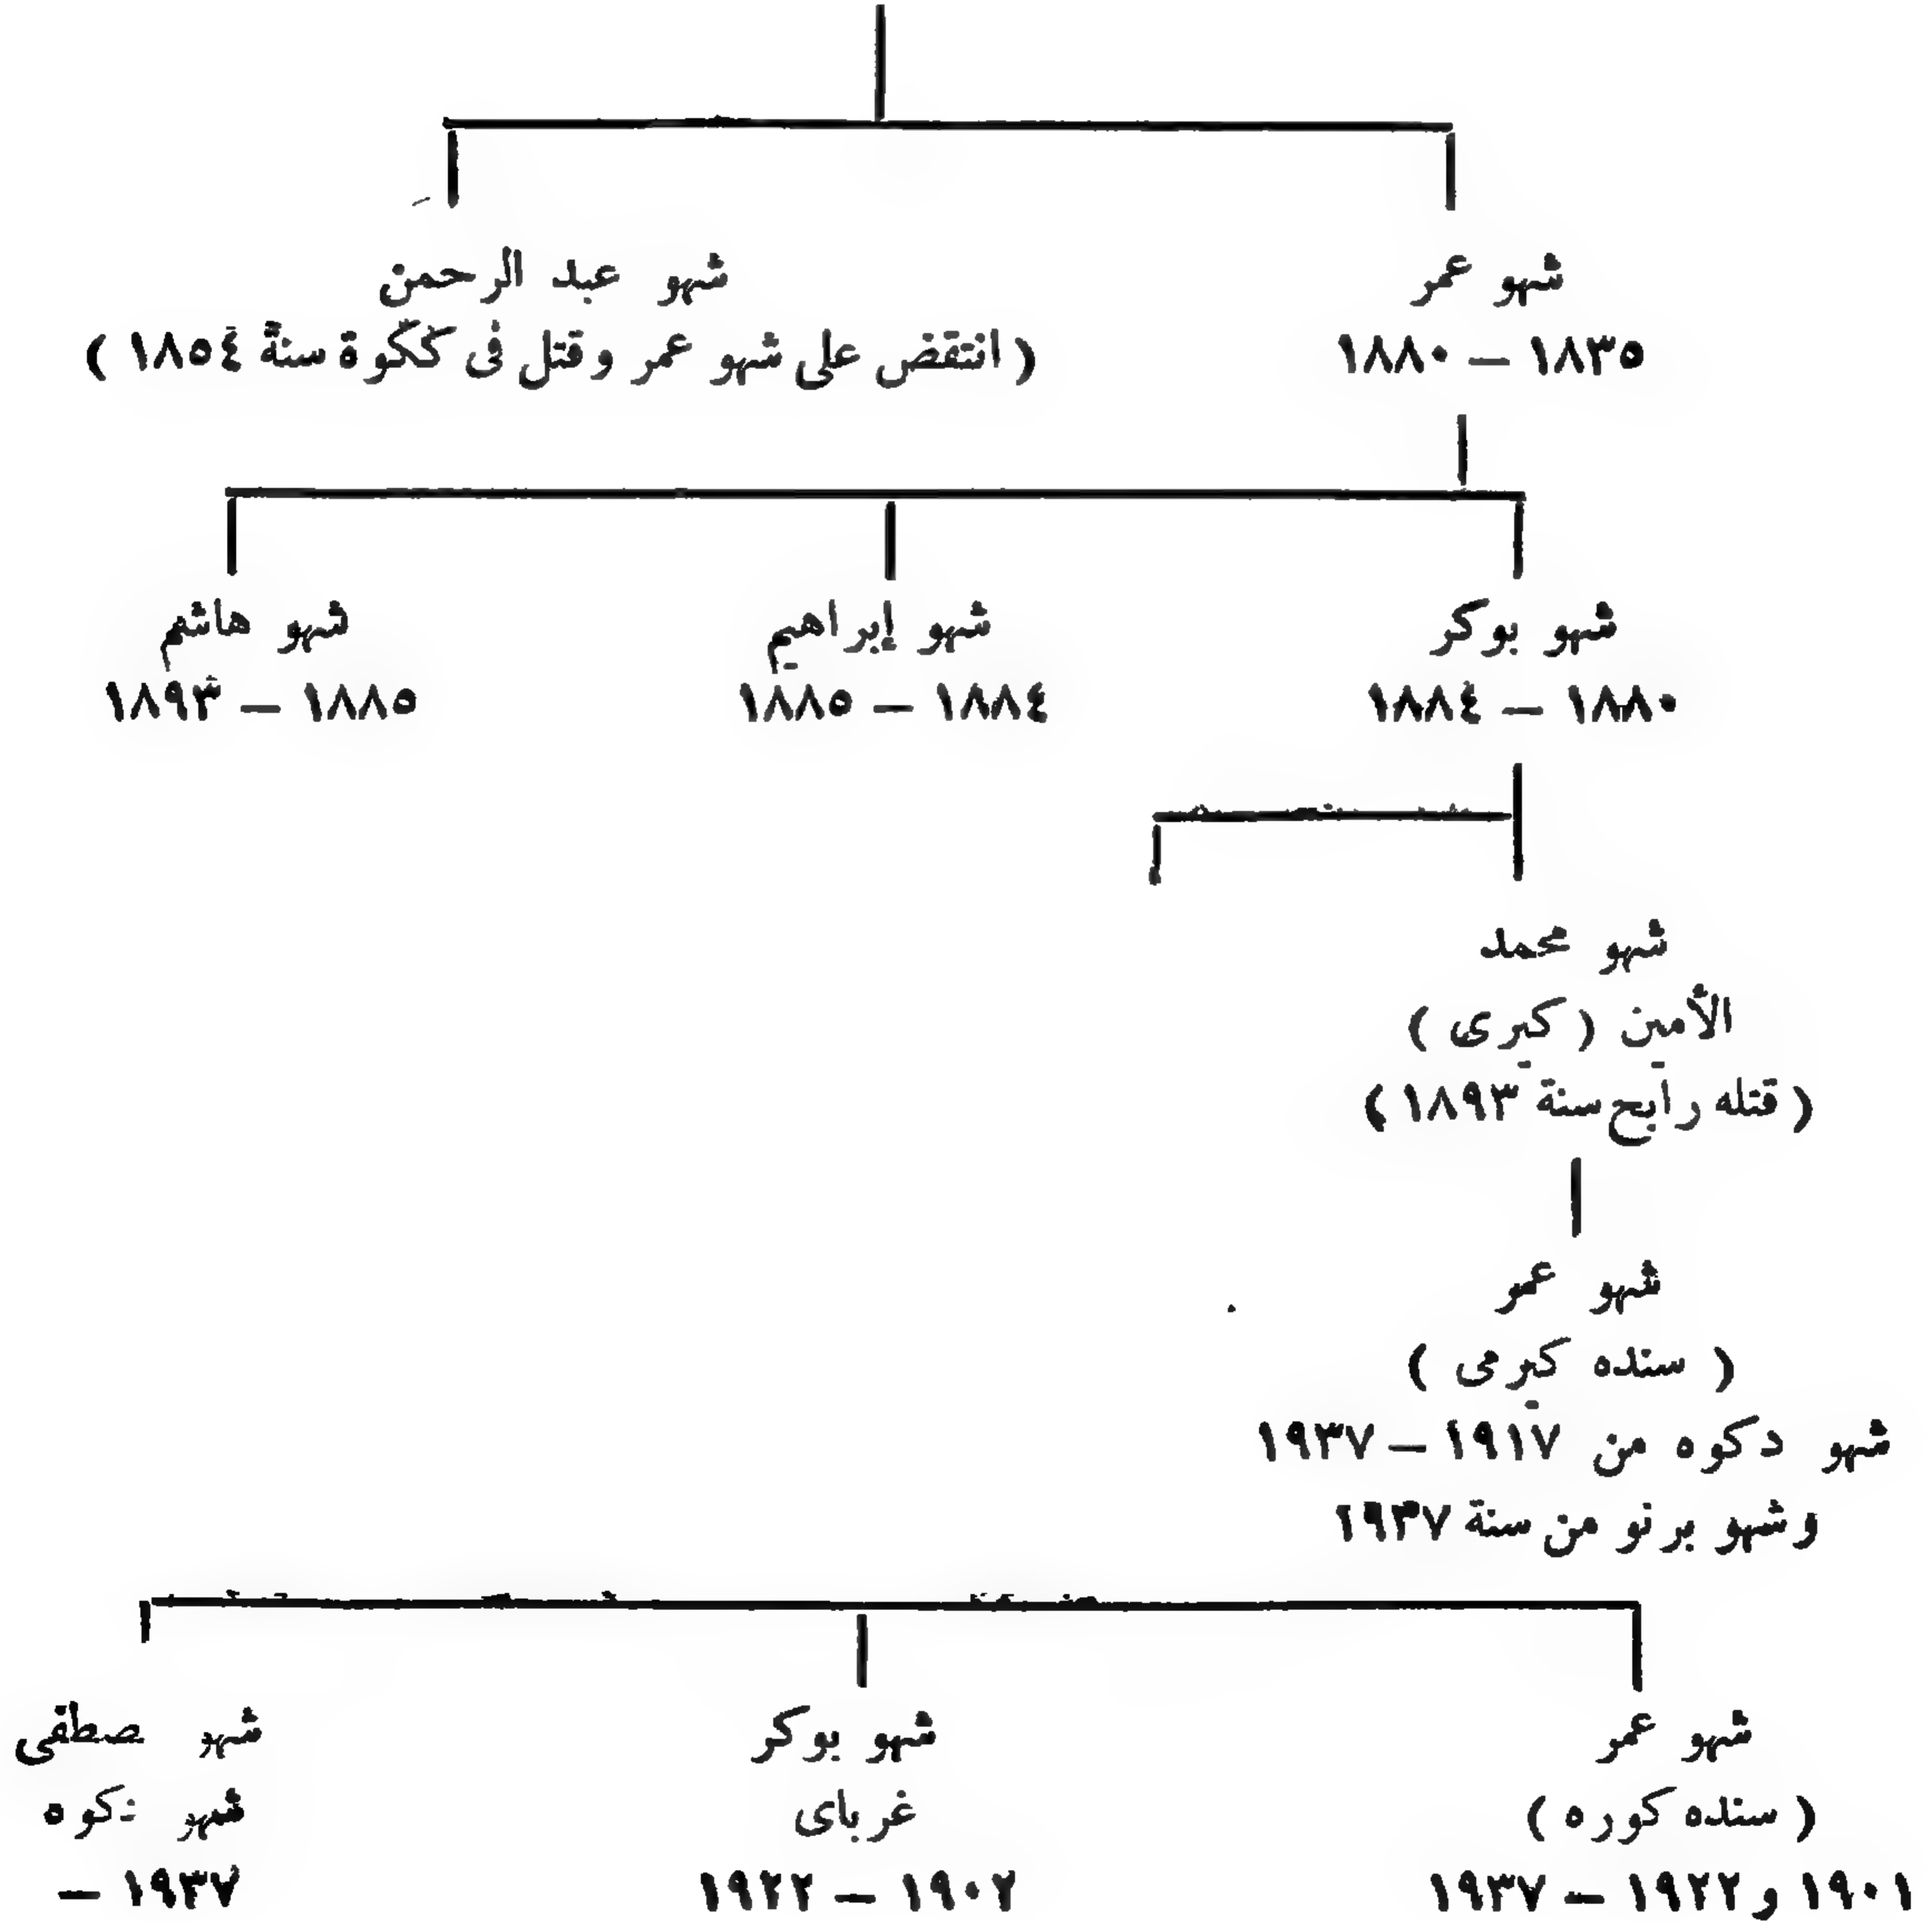 شهو عمر
١٨٣٥ – ١٨٨٠
شهو عبد الرحمن
(انتقض على شهو عمر وقتل فى ككوة سنة ١٨٥٤)
شهو بوكر
١٨٨٠ – ١٨٨٤
شهو إبراهيم
١٨٨٤ – ١٨٨٥
شهو هاشم
١٨٨٥ – ١٨٩٣
شهو محمد
الأمين (كيرى)
(قتله رابح سنة ١٨٩٣)
شهو عمر
(سنده كيرمى)
شهو دكوه من ١٩١٧ – ١٩٣٧
وشهو برنو من سنة ١٩٣٧
شهو عمر
(سنده كوره)
١٩٠١ و ١٩٢٢ – ١٩٣٧
شهو بوكر
غرباى
١٩٠٢ – ١٩٢٢
شهو صطفى
شهو دكوه
١٩٣٧ –